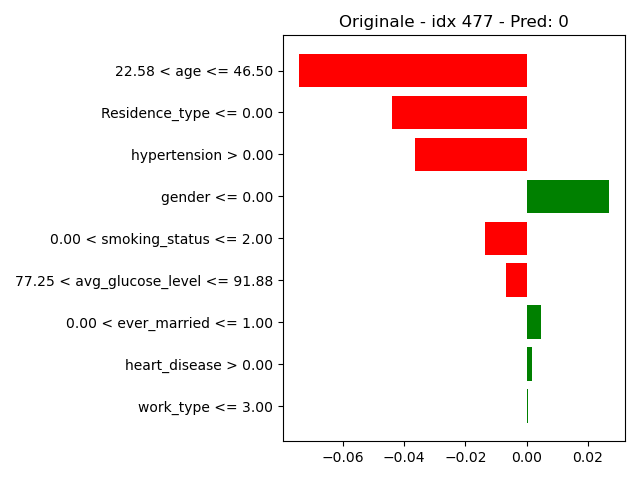 Originale - idx 477 - Pred: 0
22.58 < age <= 46.50
Residence_type <= 0.00
hypertension > 0.00
gender <= 0.00
0.00 < smoking_status <= 2.00
77.25 < avg_glucose_level <= 91.88
0.00 < ever_married <= 1.00
heart_disease > 0.00
work_type <= 3.00
−0.06 −0.04 −0.02 0.00 0.02